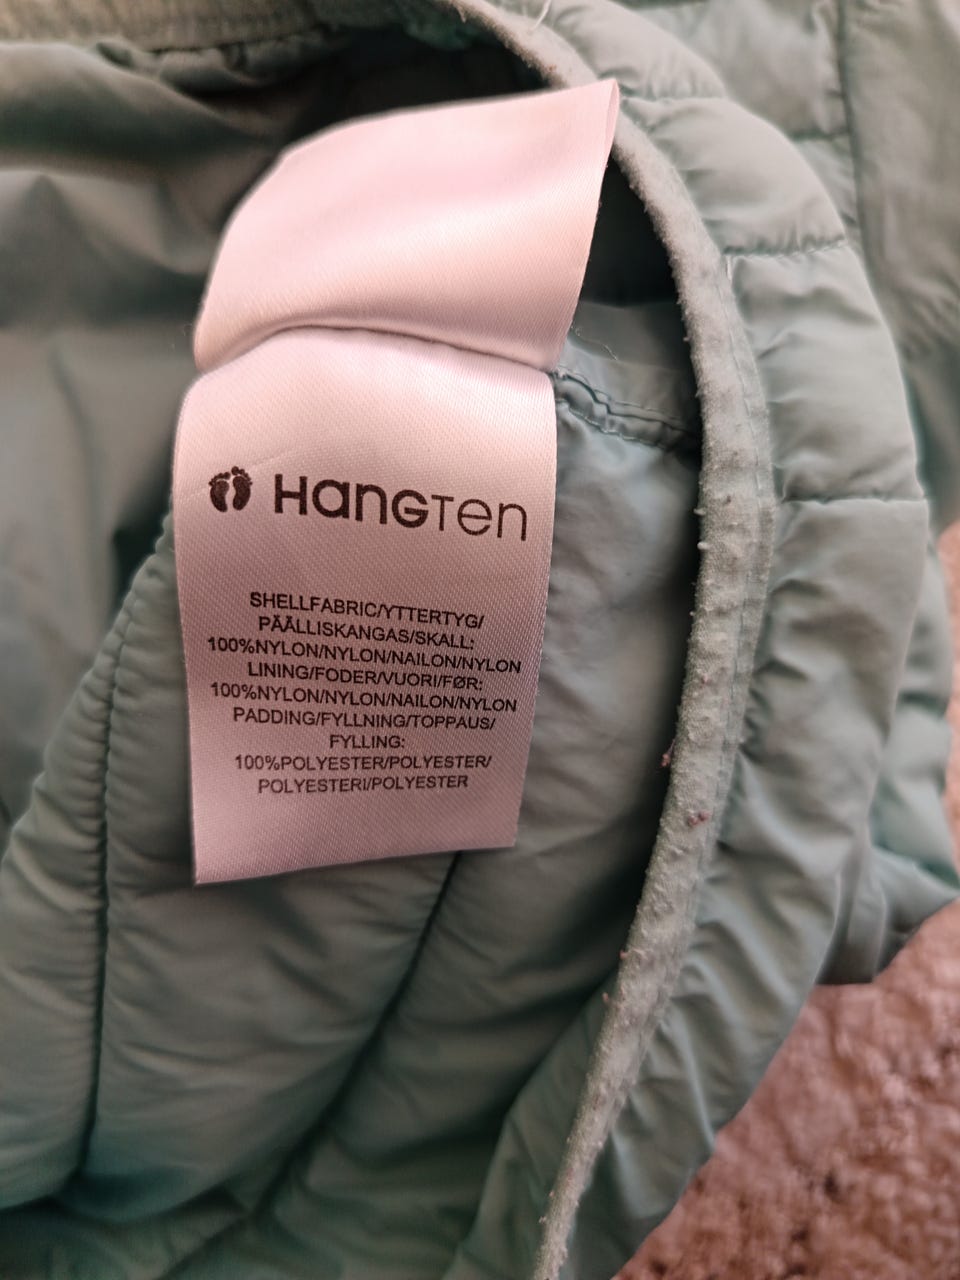 HANGTEN
SHELLFABRIC/YTTERTYG/
PÄÄLLISKANGAS/SKALL:
100%NYLON/NYLON/NAILON/NYLON
LINING/FODER/VUORI/FØR:
100%NYLON/NYLON/NAILON/NYLON
PADDING/FYLLNING/TOPPAUS/
FYLLING:
100%POLYESTER/POLYESTER/
POLYESTERI/POLYESTER